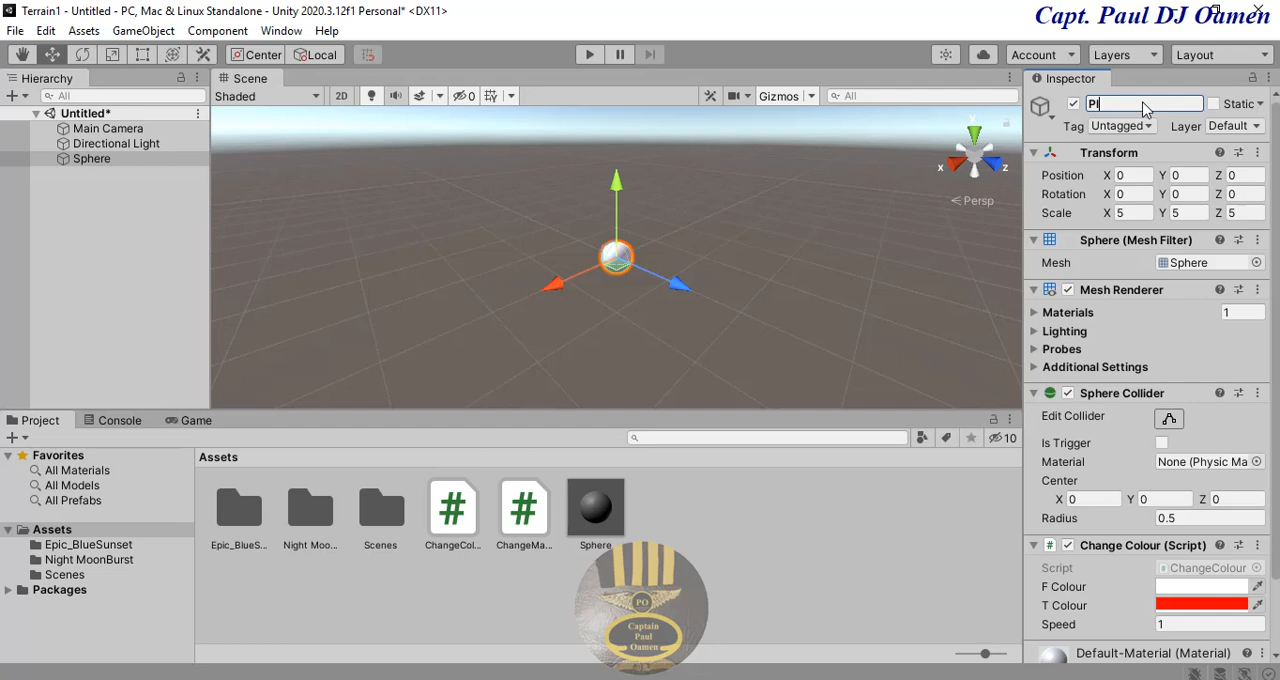 Terrain1 - Untitled - PC, Mac & Linux Standalone - Unity 2020.3.12f1 Personal* <DX11>
Capt. Paul DJ Oamen
File Edit Assets GameObject Component Window Help
Center Local Account Layers Layout
Hierarchy
All
Untitled*
Main Camera
Directional Light
Sphere
Scene
Shaded 2D 0 Gizmos All
y
x z
Persp
Inspector
Pl Static
Tag Untagged Layer Default
Transform
Position X 0 Y 0 Z 0
Rotation X 0 Y 0 Z 0
Scale X 5 Y 5 Z 5
Sphere (Mesh Filter)
Mesh Sphere
Mesh Renderer
Materials 1
Lighting
Probes
Additional Settings
Sphere Collider
Edit Collider
Is Trigger
Material None (Physic Ma
Center
X 0 Y 0 Z 0
Radius 0.5
Change Colour (Script)
Script ChangeColour
F Colour
T Colour
Speed 1
Default-Material (Material)
Project Console Game
10
Favorites
All Materials
All Models
All Prefabs
Assets
Epic_BlueSunset
Night MoonBurst
Scenes
Packages
Assets
Epic_BlueS... Night Moo... Scenes ChangeCol... ChangeMa... Sphere
PO
Captain
Paul
Oamen